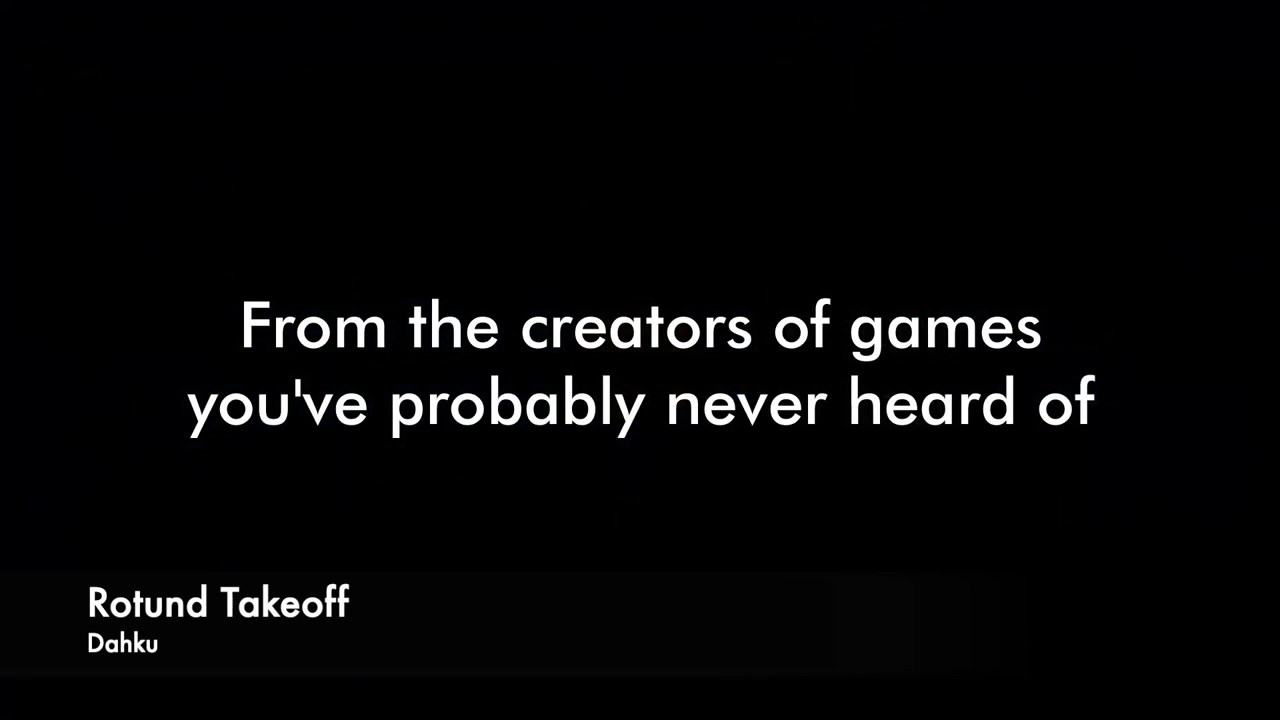 From the creators of games
you've probably never heard of
Rotund Takeoff
Dahku